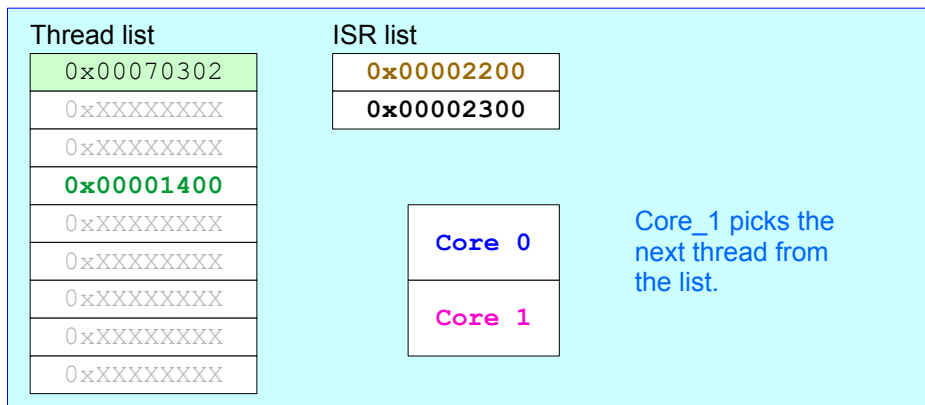 Thread list
0x00070302
0xXXXXXXXX
0xXXXXXXXX
0x00001400
0xXXXXXXXX
0xXXXXXXXX
0xXXXXXXXX
0xXXXXXXXX
0xXXXXXXXX
ISR list
0x00002200
0x00002300
Core 0
Core 1
Core_1 picks the
next thread from
the list.